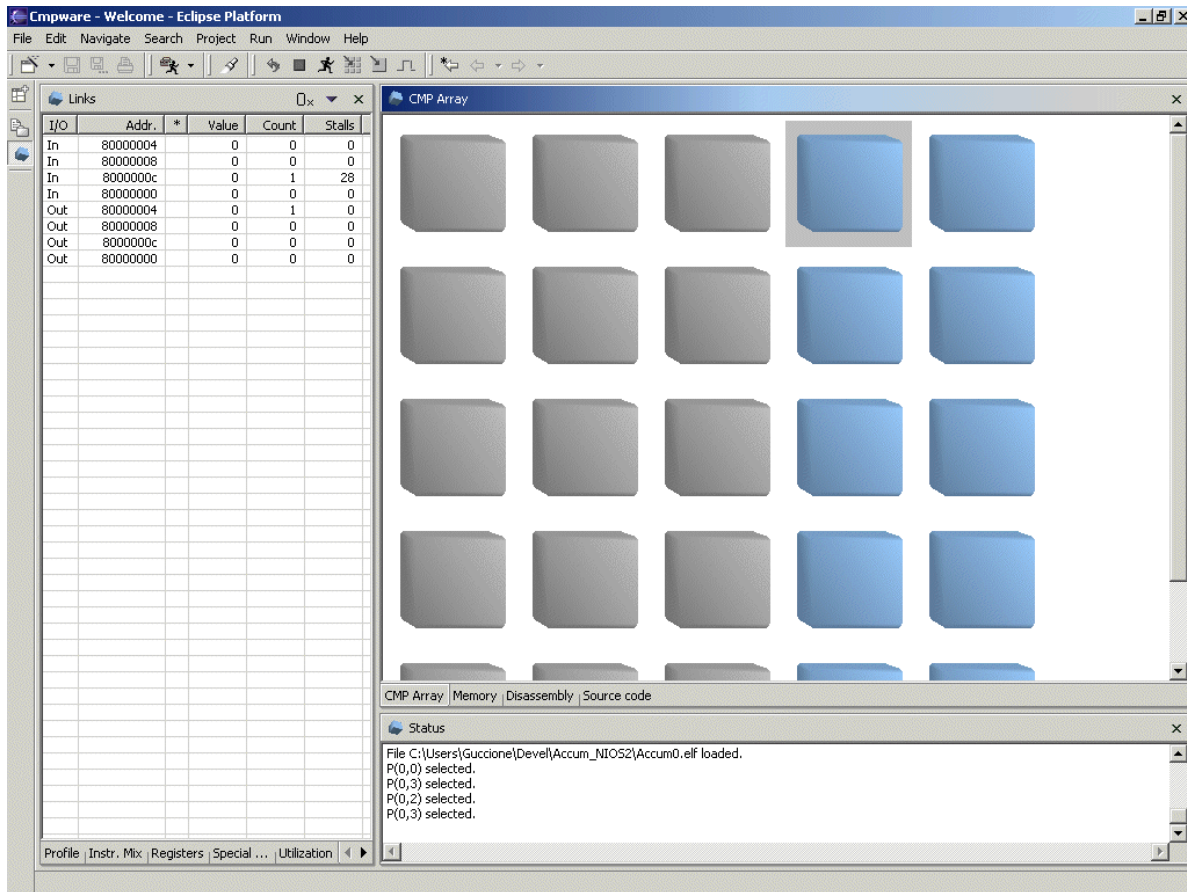 Cmpware - Welcome - Eclipse Platform
File Edit Navigate Search Project Run Window Help
Links
I/O Addr. * Value Count Stalls
In 80000004 0 0 0
In 80000008 0 0 0
In 8000000c 0 1 28
In 80000000 0 0 0
Out 80000004 0 1 0
Out 80000008 0 0 0
Out 8000000c 0 0 0
Out 80000000 0 0 0
Profile Instr. Mix Registers Special ... Utilization
CMP Array
CMP Array Memory Disassembly Source code
Status
File C:\Users\Guccione\Devel\Accum_NIOS2\Accum0.elf loaded.
P(0,0) selected.
P(0,3) selected.
P(0,2) selected.
P(0,3) selected.